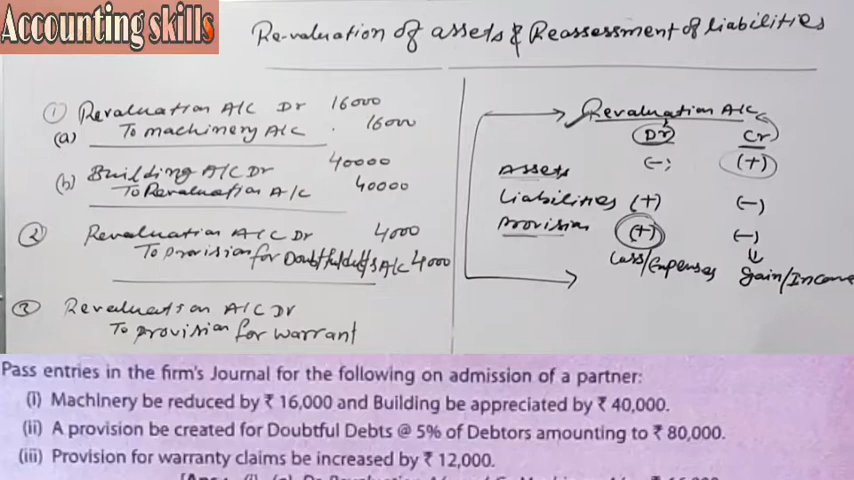 Accounting skills
Re-valuation of assets & Reassessment of liabilities
① Revaluation A/C Dr 16000
(a) To machinery A/C 16000
(b) Building A/C Dr 40000
To Revaluation A/C 40000
② Revaluation A/C Dr 4000
To provision for Doubtful debts A/C 4000
③ Revaluation A/C Dr
To provision for warrant
Revaluation A/C
Dr Cr
Assets (-) (+)
Liabilities (+) (-)
Provision (+) (-)
Loss/Expenses Gain/Income
Pass entries in the firm's Journal for the following on admission of a partner:
(i) Machinery be reduced by ₹ 16,000 and Building be appreciated by ₹ 40,000.
(ii) A provision be created for Doubtful Debts @ 5% of Debtors amounting to ₹ 80,000.
(iii) Provision for warranty claims be increased by ₹ 12,000.